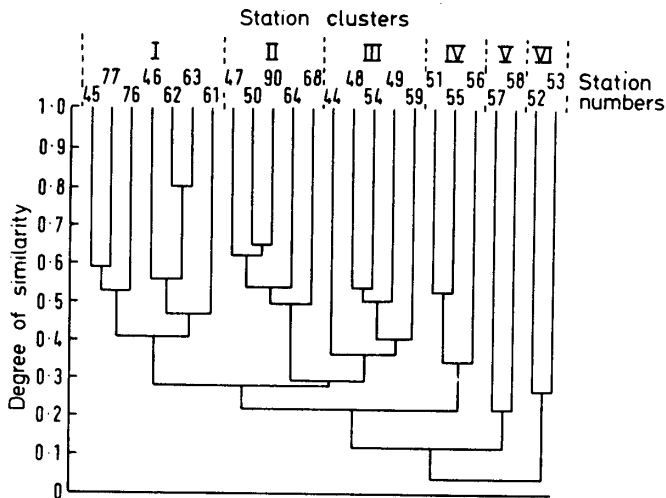 Station clusters
I II III IV V VI
77 46 63 47 90 68 48 49 51 56 58' 53 Station
45 76 62 61 50 64 44 54 59 55 57 52 numbers
1·0
0·9
0·8
0·7
0·6
0·5
0·4
0·3
0·2
0·1
0
Degree of similarity